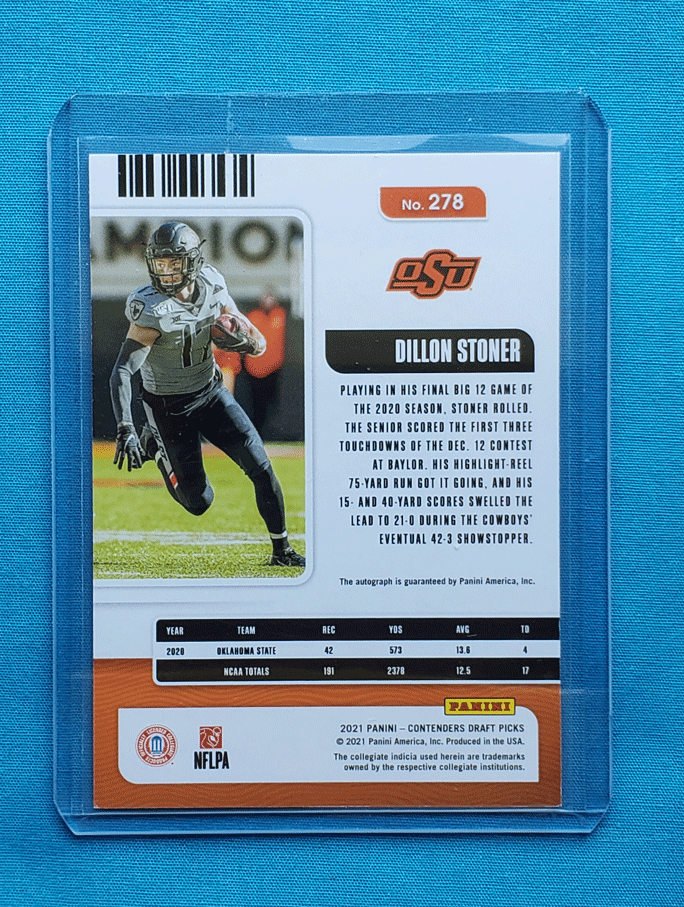 No. 278
OSU
AMPION
17
DILLON STONER
PLAYING IN HIS FINAL BIG 12 GAME OF
THE 2020 SEASON, STONER ROLLED.
THE SENIOR SCORED THE FIRST THREE
TOUCHDOWNS OF THE DEC. 12 CONTEST
AT BAYLOR. HIS HIGHLIGHT-REEL
75-YARD RUN GOT IT GOING, AND HIS
15- AND 40-YARD SCORES SWELLED THE
LEAD TO 21-0 DURING THE COWBOYS'
EVENTUAL 42-3 SHOWSTOPPER.
The autograph is guaranteed by Panini America, Inc.
YEAR TEAM REC YDS AVG TD
2020 OKLAHOMA STATE 42 573 13.6 4
NCAA TOTALS 191 2378 12.5 17
PANINI
2021 PANINI – CONTENDERS DRAFT PICKS
© 2021 Panini America, Inc. Produced in the USA.
The collegiate indicia used herein are trademarks
owned by the respective collegiate institutions.
OFFICIALLY LICENSED COLLEGIATE PRODUCTS
NFLPA